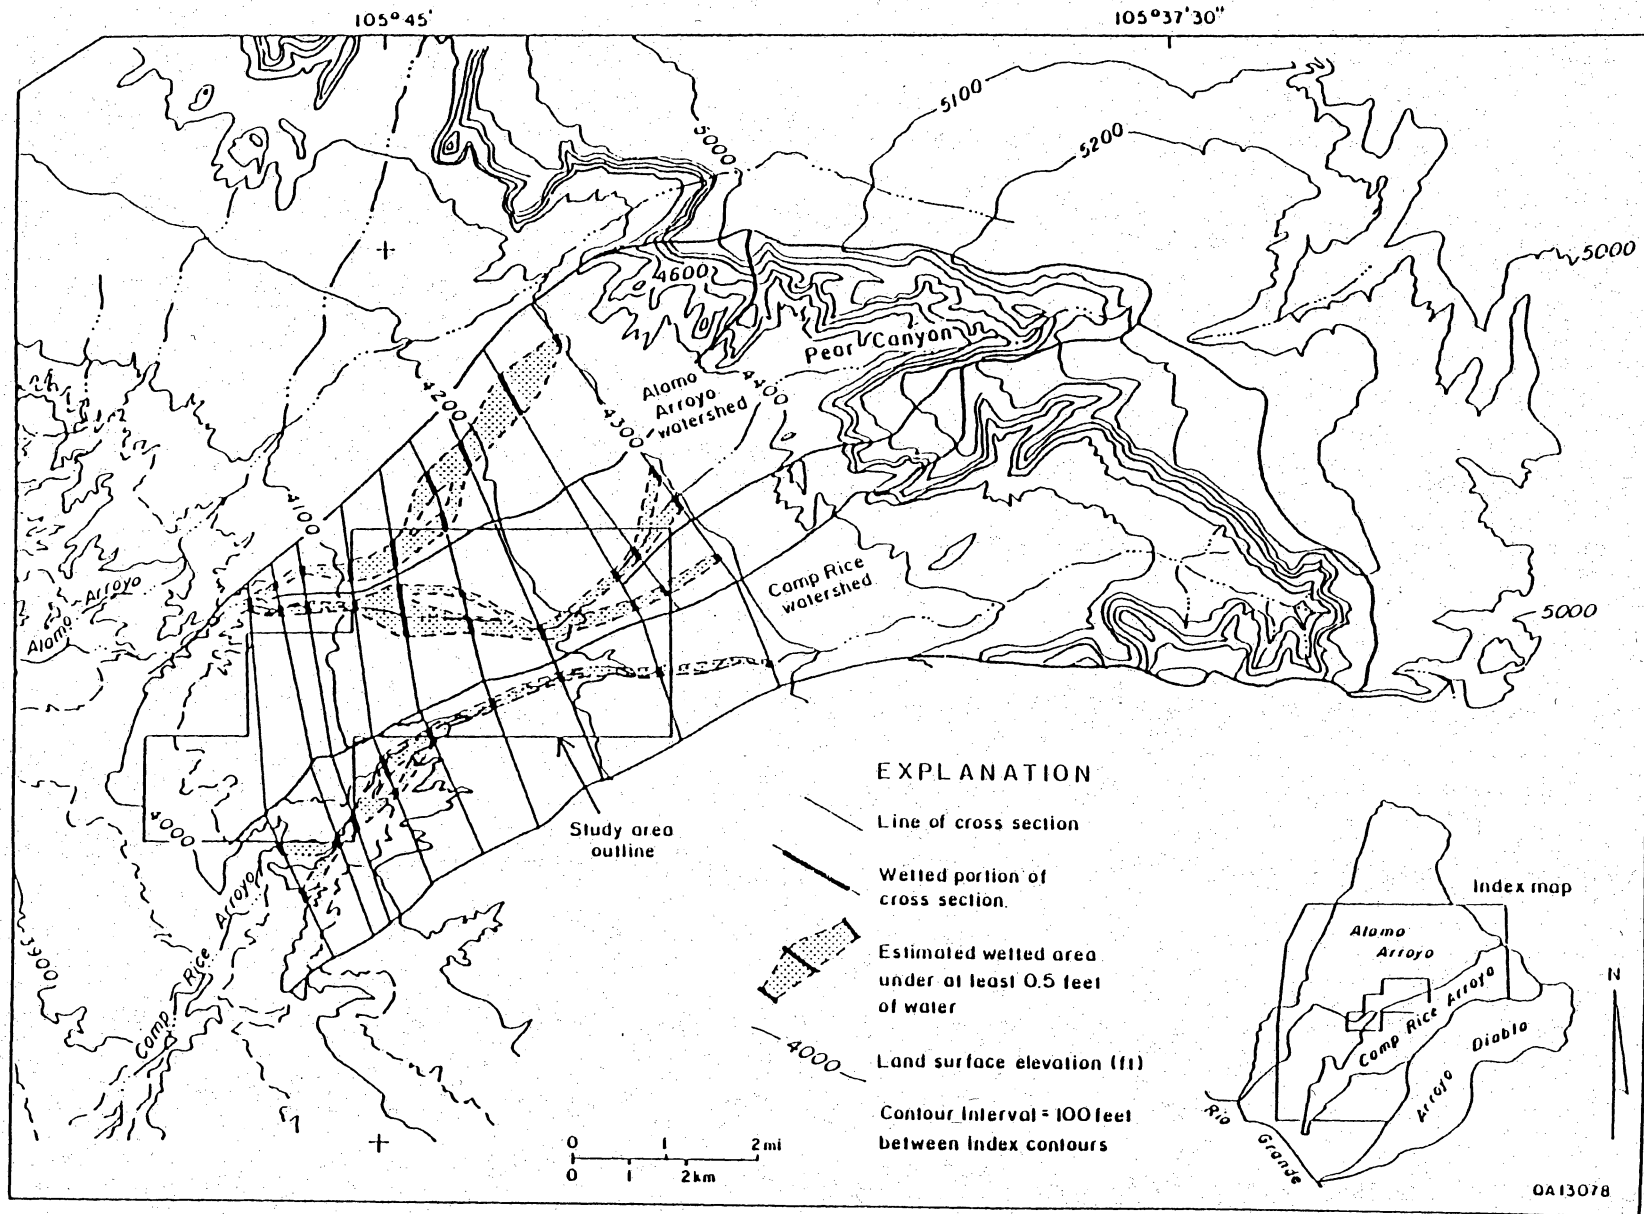 105°45'
105°37'30"
5100
5000
5200
5000
4600
Pear Canyon
Alamo
Arroyo
watershed
4400
4200
4300
4100
Camp Rice
watershed
Alamo Arroyo
5000
4000
Study area
outline
Camp Rice Arroyo
3900
EXPLANATION
Line of cross section
Wetted portion of
cross section.
Estimated wetted area
under at least 0.5 feet
of water
4000
Land surface elevation (ft)
Contour Interval = 100 feet
between Index contours
0 1 2 mi
0 1 2 km
Index map
Alamo
Arroyo
Camp Rice Arroyo
Arroyo Diablo
Rio Grande
N
QA13078